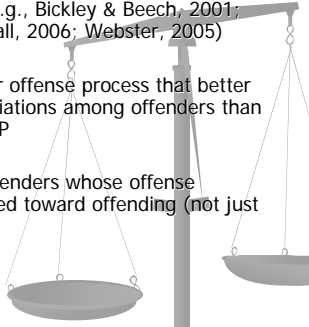 .g., Bickley & Beech, 2001;
all, 2006; Webster, 2005)
r offense process that better
iations among offenders than
P
enders whose offense
ed toward offending (not just